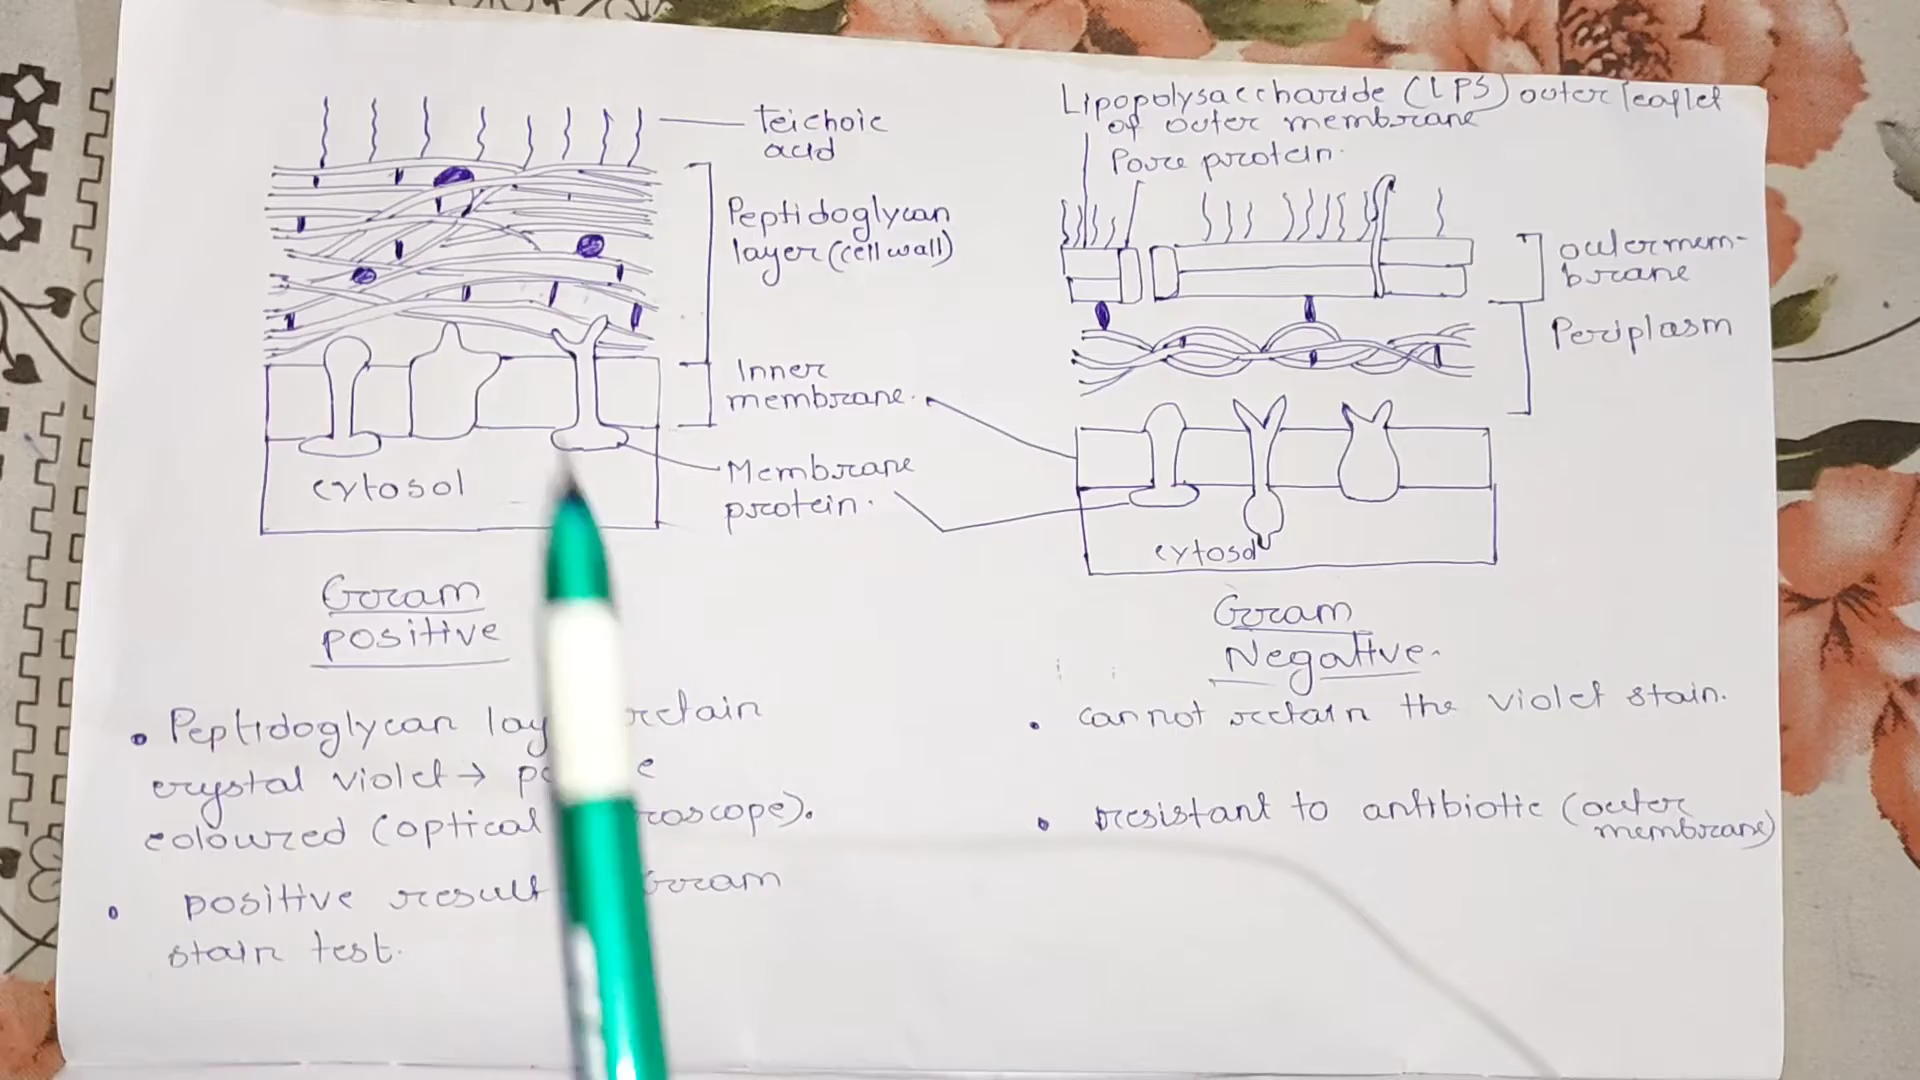 teichoic
acid
Peptidoglycan
layer (cell wall)
Inner
membrane.
Membrane
protein.
cytosol
Gram
positive
• Peptidoglycan retain
crystal violet →
coloured (optical
• positive result Gram
stain test.
Lipopolysaccharide (LPS) outer leaflet
of outer membrane
Pore protein.
outer mem-
brane
Periplasm
cytosol
Gram
Negative.
• cannot retain the violet stain.
• resistant to antibiotic (outer
membrane)